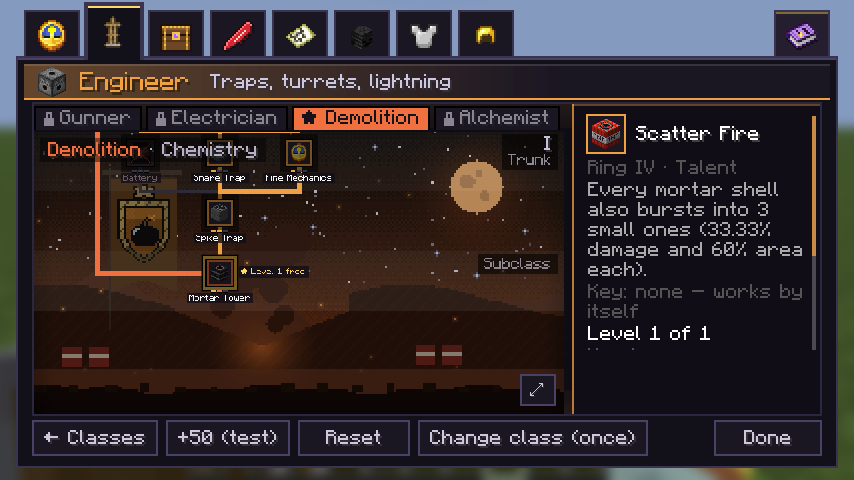 Engineer Traps, turrets, lightning
Gunner Electrician Demolition Alchemist
Demolition · Chemistry
I
Trunk
Battery Snare Trap Fine Mechanics
Spike Trap
Subclass
Level 1 free
Mortar Tower
Scatter Fire
Ring IV · Talent
Every mortar shell
also bursts into 3
small ones (33.33%
damage and 60% area
each).
Key: none — works by
itself
Level 1 of 1
← Classes +50 (test) Reset Change class (once) Done